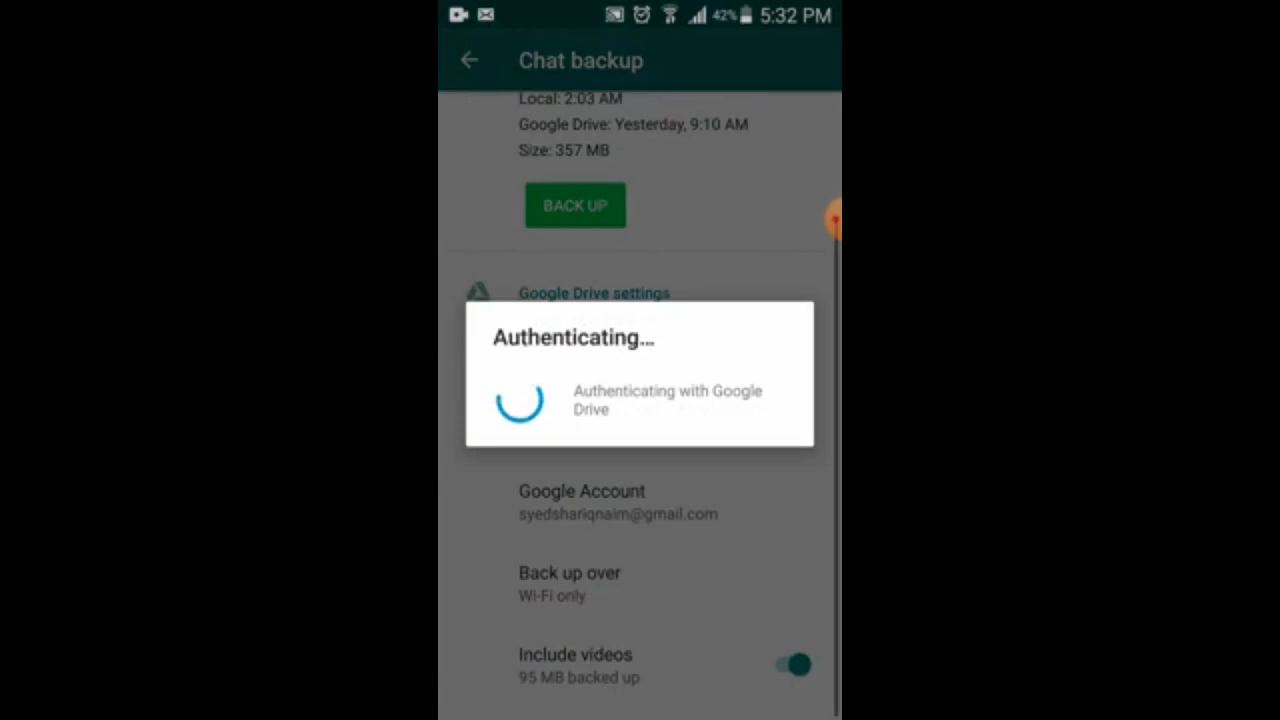 42% 5:32 PM
Chat backup
Local: 2:03 AM
Google Drive: Yesterday, 9:10 AM
Size: 357 MB
BACK UP
Google Drive settings
Authenticating...
Authenticating with Google
Drive
Google Account
syedshariqnaim@gmail.com
Back up over
Wi-Fi only
Include videos
95 MB backed up